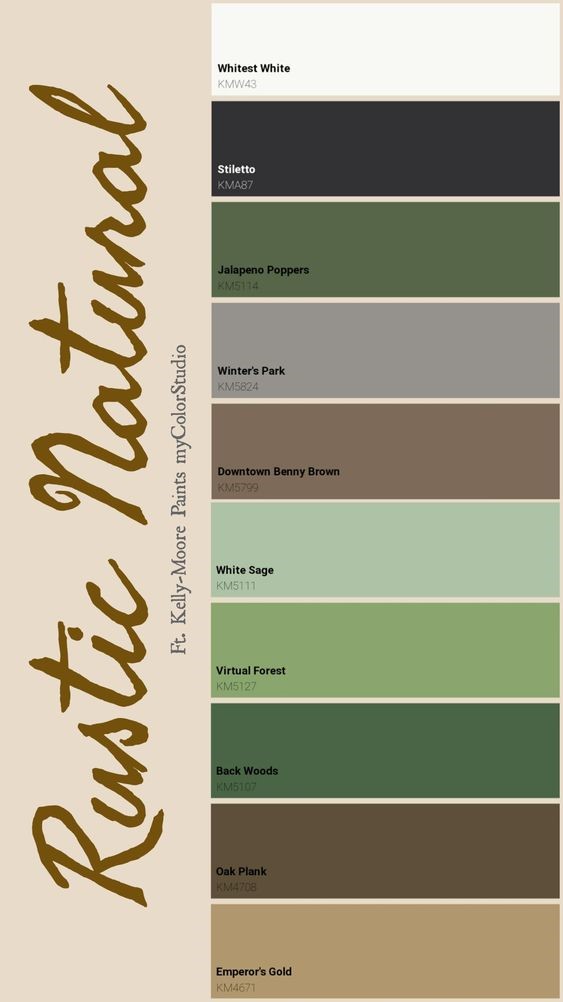 Rustic Natural
Ft. Kelly-Moore Paints myColorStudio
Whitest White
KMW43
Stiletto
KMA87
Jalapeno Poppers
KM5114
Winter's Park
KM5824
Downtown Benny Brown
KM5799
White Sage
KM5111
Virtual Forest
KM5127
Back Woods
KM5107
Oak Plank
KM4708
Emperor's Gold
KM4671